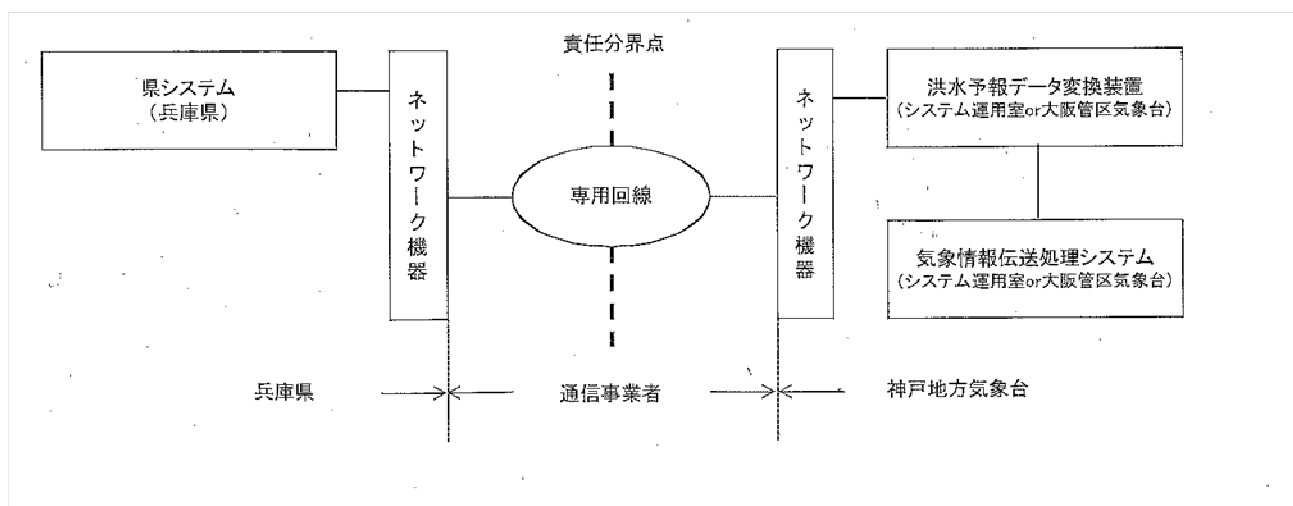 責任分界点
県システム
（兵庫県）
ネットワーク機器
専用回線
ネットワーク機器
洪水予報データ変換装置
（システム運用室or大阪管区気象台）
気象情報伝送処理システム
（システム運用室or大阪管区気象台）
兵庫県
通信事業者
神戸地方気象台